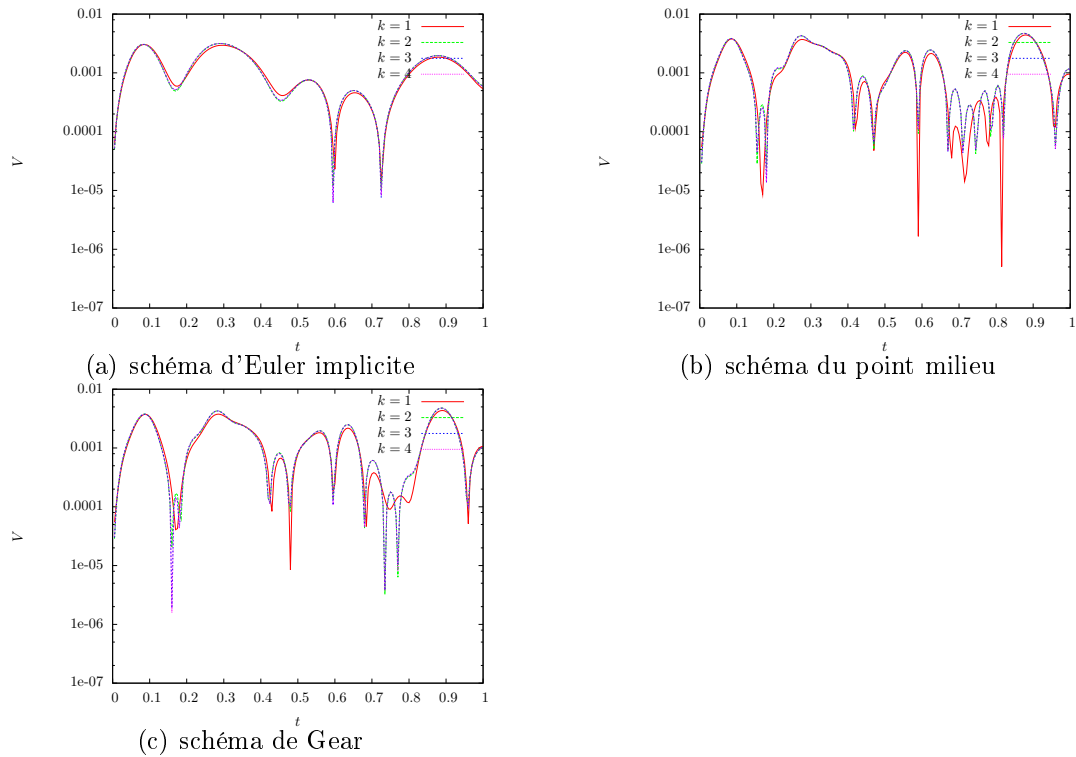 0.01
0.001
0.0001
1e-05
1e-06
1e-07
V
0 0.1 0.2 0.3 0.4 0.5 0.6 0.7 0.8 0.9 1
t
k = 1
k = 2
k = 3
k = 4
(a) schéma d'Euler implicite
0.01
0.001
0.0001
1e-05
1e-06
1e-07
V
0 0.1 0.2 0.3 0.4 0.5 0.6 0.7 0.8 0.9 1
t
k = 1
k = 2
k = 3
k = 4
(b) schéma du point milieu
0.01
0.001
0.0001
1e-05
1e-06
1e-07
V
0 0.1 0.2 0.3 0.4 0.5 0.6 0.7 0.8 0.9 1
t
k = 1
k = 2
k = 3
k = 4
(c) schéma de Gear